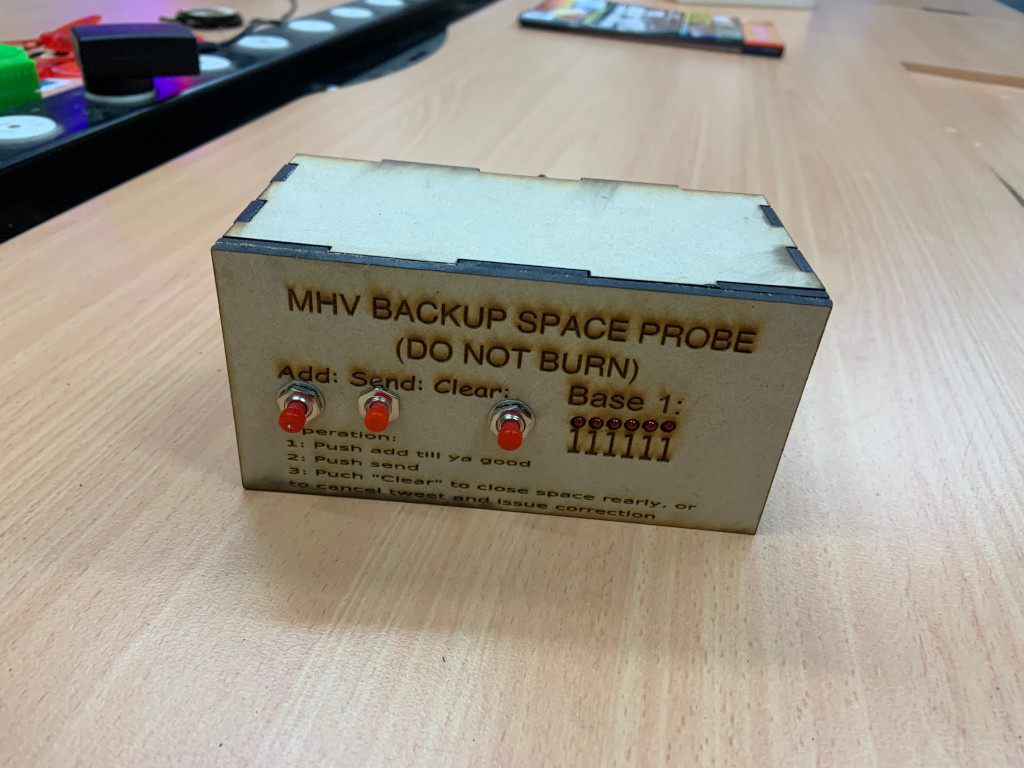 MHV BACKUP SPACE PROBE
(DO NOT BURN)
Add: Send: Clear:
Base 1:
111111
Operation:
1: Push add till ya good
2: Push send
3: Puch "Clear" to close space rearly, or
to cancel tweet and issue correction